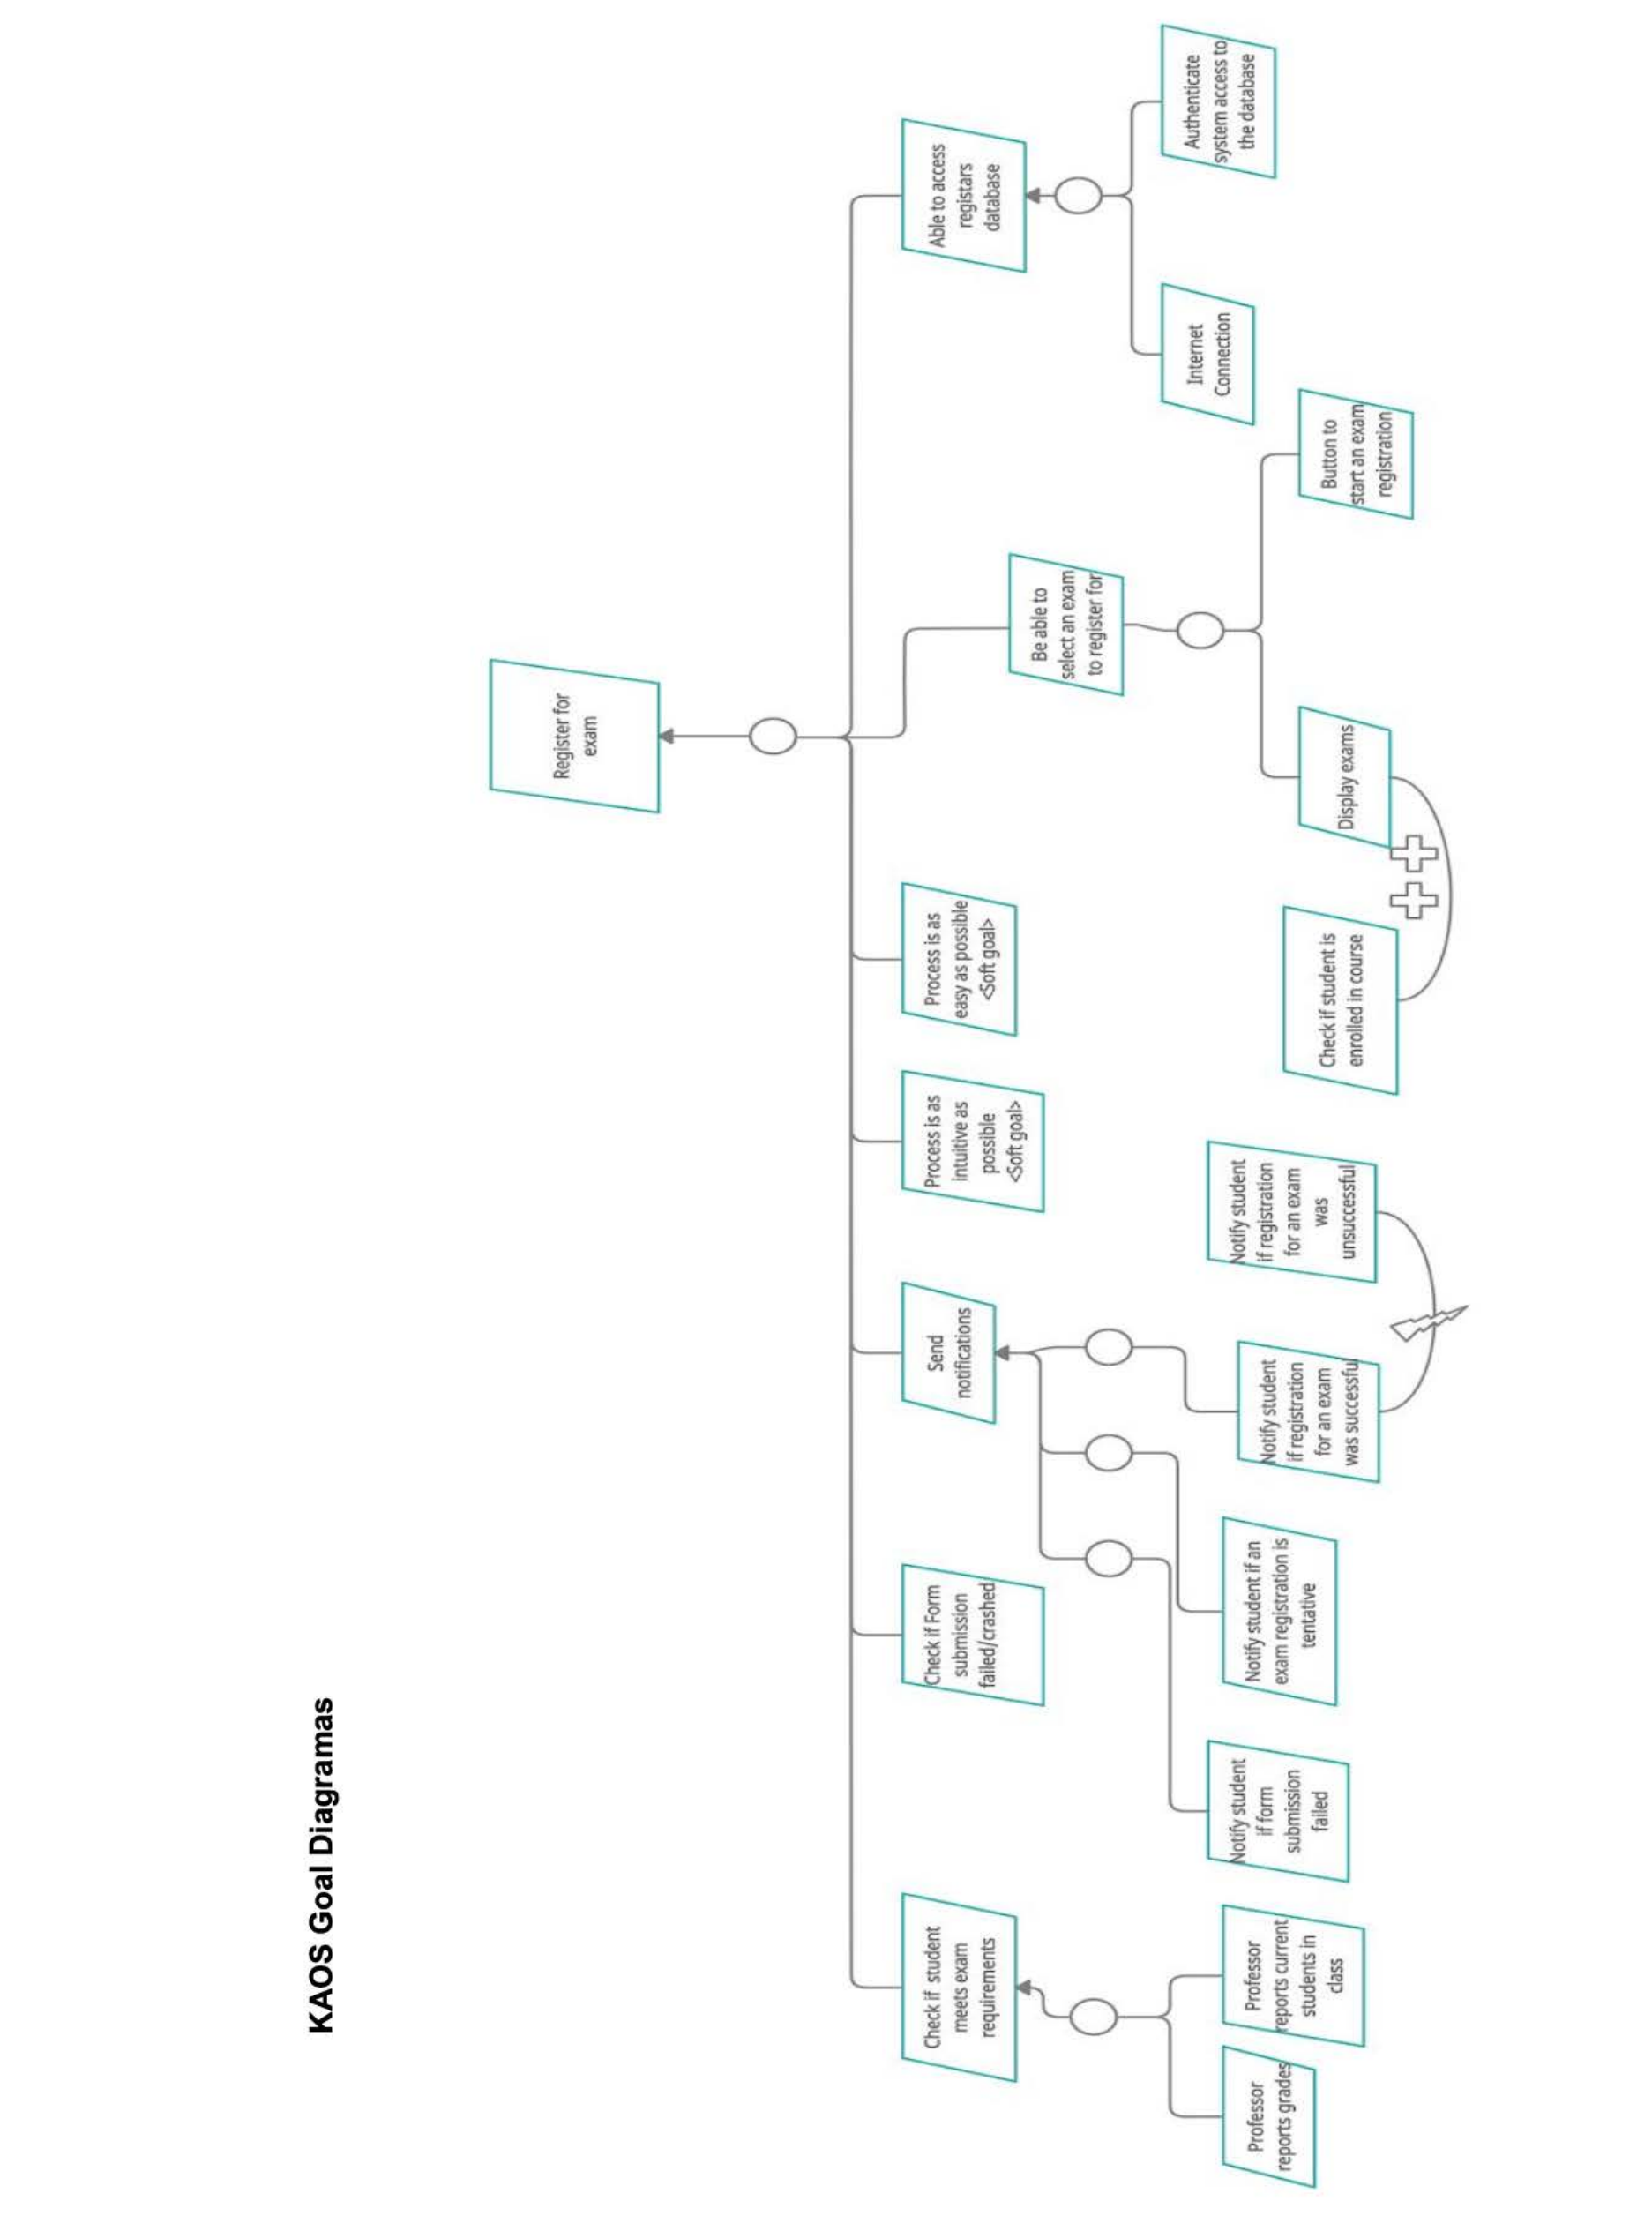 KAOS Goal Diagramas
Register for
exam
Check if student
meets exam
requirements
Check if Form
submission
failed/crashed
Send
notifications
Process is as
intuitive as
possible
<Soft goal>
Process is as
easy as possible
<Soft goal>
Be able to
select an exam
to register for
Able to access
registars
database
Professor
reports grades
Professor
reports current
students in
class
Notify student
if form
submission
failed
Notify student if an
exam registration is
tentative
Notify student
if registration
for an exam
was successful
Notify student
if registration
for an exam
was
unsuccessful
Check if student is
enrolled in course
Display exams
Button to
start an exam
registration
Internet
Connection
Authenticate
system access to
the database